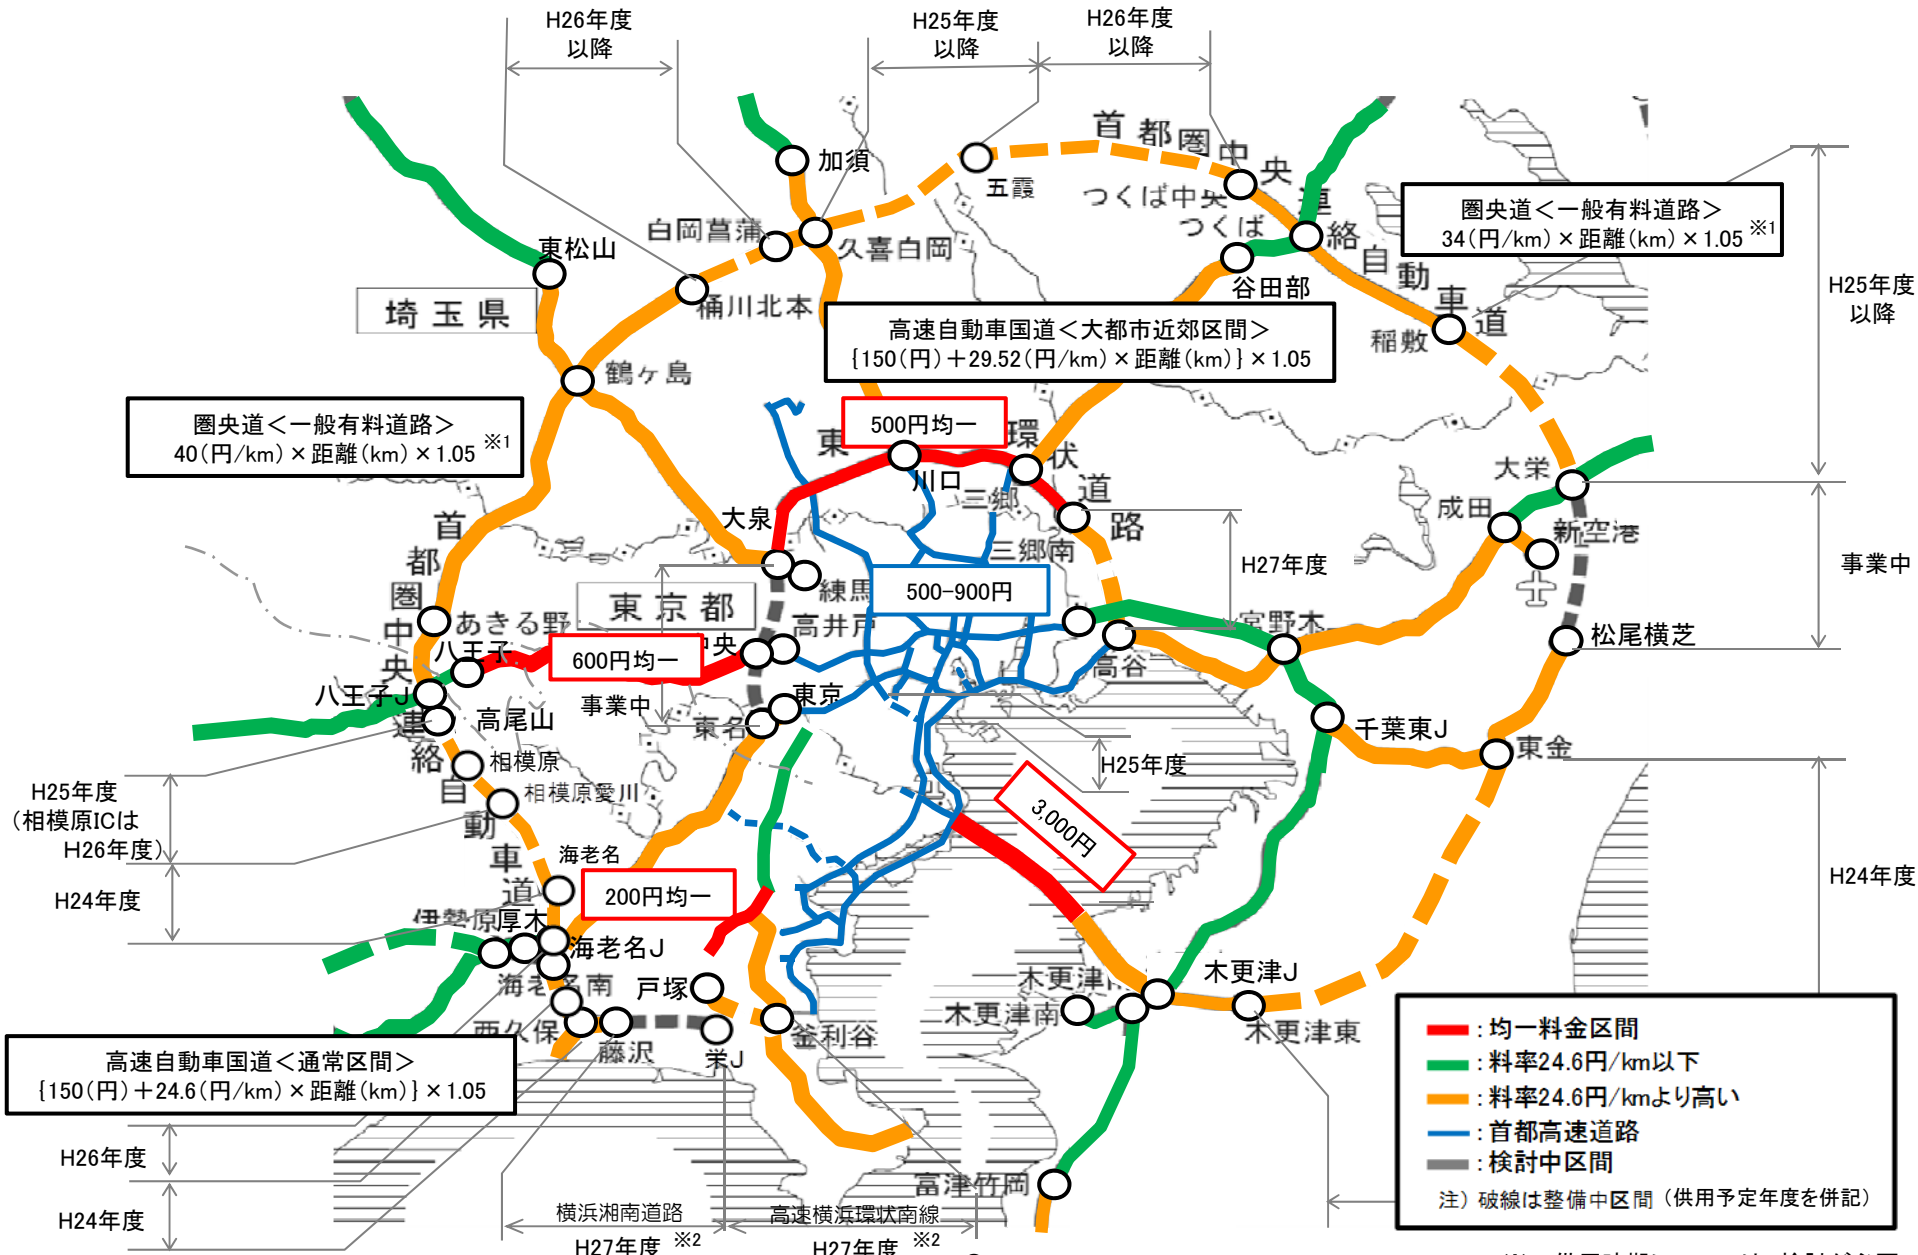 H26年度
以降
H25年度
以降
H26年度
以降
首都圏中央連絡自動車道
加須
五霞
つくば中央
つくば
圏央道＜一般有料道路＞
34(円/km)×距離(km)×1.05 ※1
白岡菖蒲
久喜白岡
東松山
谷田部
H25年度
以降
埼玉県
桶川北本
高速自動車国道＜大都市近郊区間＞
{150(円)＋29.52(円/km)×距離(km)}×1.05
稲敷
鶴ヶ島
圏央道＜一般有料道路＞
40(円/km)×距離(km)×1.05 ※1
500円均一
東
環状道路
川口
三郷
大栄
成田
新空港
大泉
三郷南
H27年度
事業中
首都圏中央連絡自動車道
練馬
500-900円
東京都
あきる野
高井戸
宮野木
松尾横芝
八王子
600円均一
中央
高谷
八王子J
事業中
東京
東名
高尾山
千葉東J
東金
相模原
H25年度
H25年度
(相模原ICは
H26年度)
相模原愛川
3,000円
海老名
H24年度
200円均一
H24年度
伊勢原
厚木
海老名J
海老名南
戸塚
木更津J
木更津
木更津南
木更津東
西久保
藤沢
栄J
釜利谷
高速自動車国道＜通常区間＞
{150(円)＋24.6(円/km)×距離(km)}×1.05
：均一料金区間
：料率24.6円/km以下
：料率24.6円/kmより高い
：首都高速道路
：検討中区間
注）破線は整備中区間（供用予定年度を併記）
H26年度
富津竹岡
H24年度
横浜湘南道路
H27年度 ※2
高速横浜環状南線
H27年度 ※2